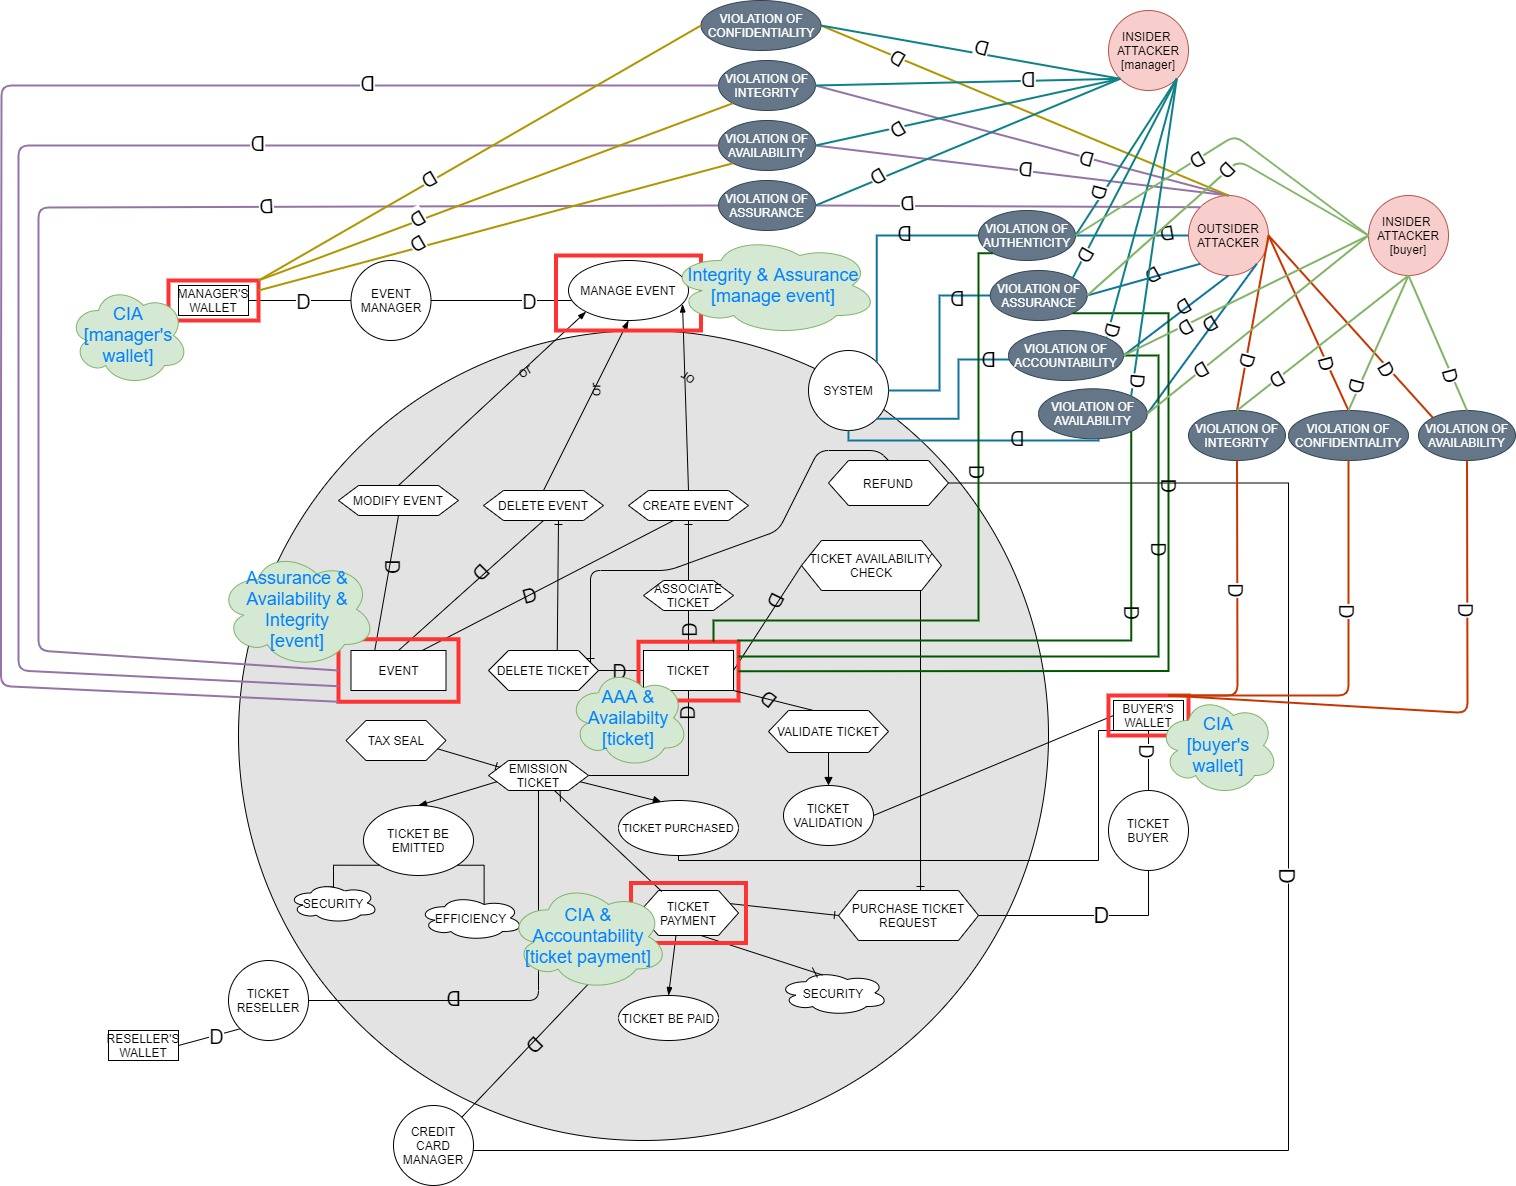 VIOLATION OF
CONFIDENTIALITY
INSIDER
ATTACKER
[manager]
VIOLATION OF
INTEGRITY
VIOLATION OF
AVAILABILITY
VIOLATION OF
ASSURANCE
VIOLATION OF
AUTHENTICITY
OUTSIDER
ATTACKER
INSIDER
ATTACKER
[buyer]
MANAGER'S
WALLET
D
EVENT
MANAGER
D
MANAGE EVENT
Integrity & Assurance
[manage event]
VIOLATION OF
ASSURANCE
CIA
[manager's
wallet]
VIOLATION OF
ACCOUNTABILITY
or
or
or
SYSTEM
VIOLATION OF
AVAILABILITY
VIOLATION OF
INTEGRITY
VIOLATION OF
CONFIDENTIALITY
VIOLATION OF
AVAILABILITY
MODIFY EVENT
DELETE EVENT
CREATE EVENT
REFUND
TICKET AVAILABILITY
CHECK
Assurance &
Availability &
Integrity
[event]
ASSOCIATE
TICKET
EVENT
DELETE TICKET
D
TICKET
AAA &
Availabilty
[ticket]
BUYER'S
WALLET
CIA
[buyer's
wallet]
TAX SEAL
VALIDATE TICKET
EMISSION
TICKET
TICKET
VALIDATION
TICKET BE
EMITTED
TICKET PURCHASED
TICKET
BUYER
SECURITY
EFFICIENCY
CIA &
Accountability
[ticket payment]
TICKET
PAYMENT
PURCHASE TICKET
REQUEST
D
SECURITY
TICKET
RESELLER
D
TICKET BE PAID
RESELLER'S
WALLET
D
CREDIT
CARD
MANAGER